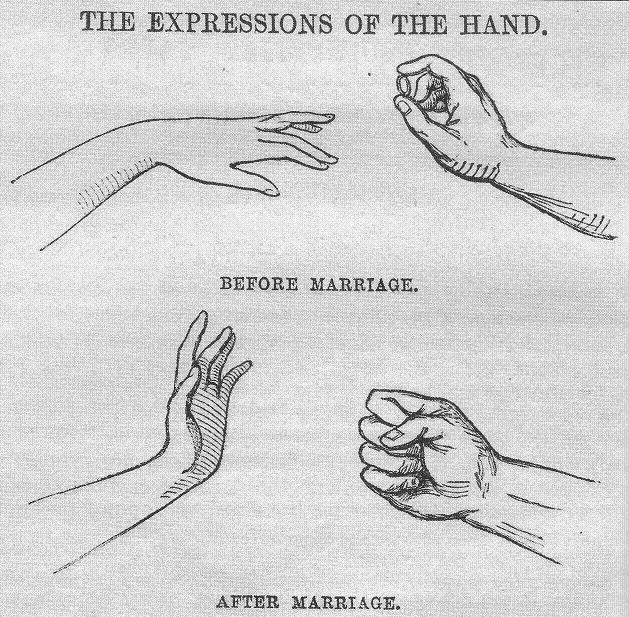 THE EXPRESSIONS OF THE HAND.
BEFORE MARRIAGE.
AFTER MARRIAGE.